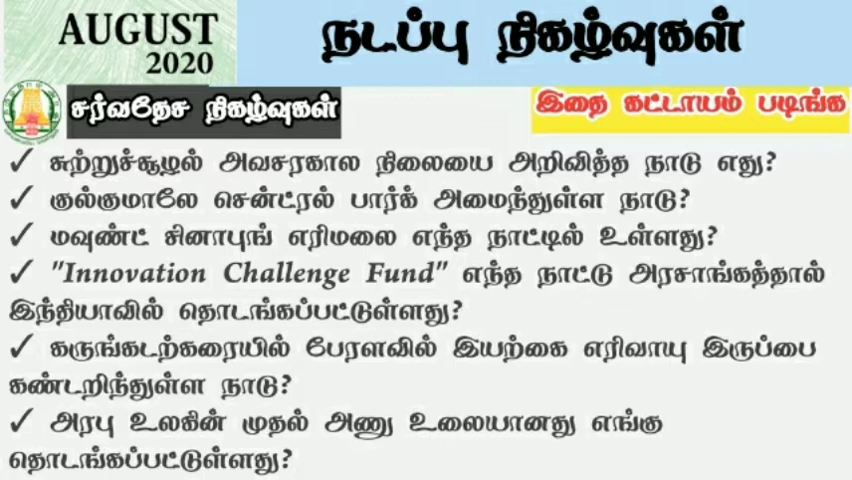 AUGUST
2020
நடப்பு நிகழ்வுகள்
சர்வதேச நிகழ்வுகள்
இதை கட்டாயம் படிங்க
✓ சுற்றுச்சூழல் அவசரகால நிலையை அறிவித்த நாடு எது?
✓ குல்குமாலே சென்ட்ரல் பார்க் அமைந்துள்ள நாடு?
✓ மவுண்ட் சினாபுங் எரிமலை எந்த நாட்டில் உள்ளது?
✓ "Innovation Challenge Fund" எந்த நாட்டு அரசாங்கத்தால்
இந்தியாவில் தொடங்கப்பட்டுள்ளது?
✓ கருங்கடற்கரையில் பேரளவில் இயற்கை எரிவாயு இருப்பை
கண்டறிந்துள்ள நாடு?
✓ அரபு உலகின் முதல் அணு உலையானது எங்கு
தொடங்கப்பட்டுள்ளது?